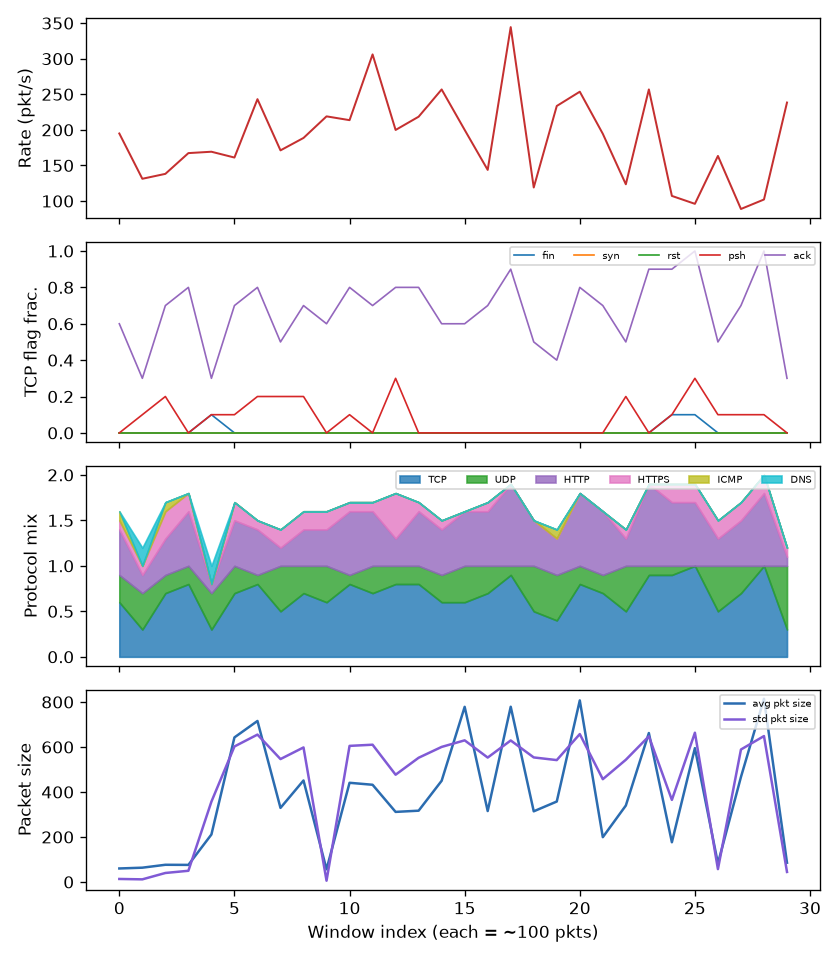 350
300
250
200
150
100
Rate (pkt/s)
1.0
0.8
0.6
0.4
0.2
0.0
TCP flag frac.
fin syn rst psh ack
2.0
1.5
1.0
0.5
0.0
Protocol mix
TCP UDP HTTP HTTPS ICMP DNS
800
600
400
200
0
Packet size
avg pkt size
std pkt size
0 5 10 15 20 25 30
Window index (each = ~100 pkts)